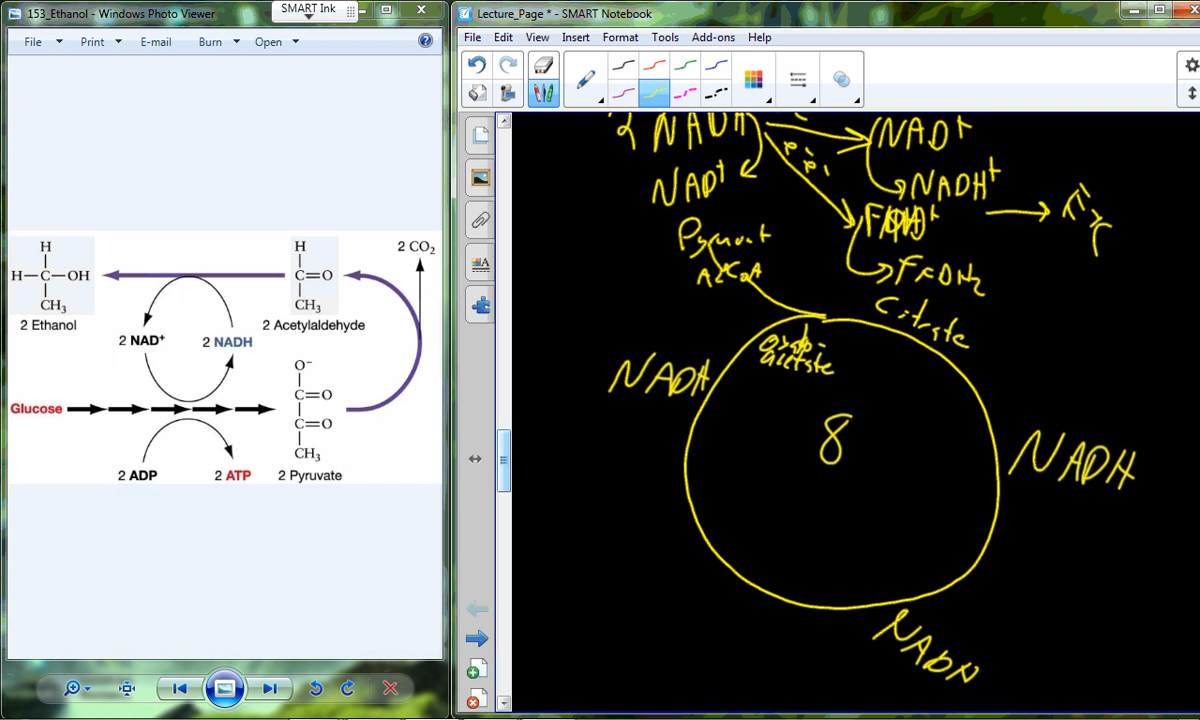 153_Ethanol - Windows Photo Viewer
SMART Ink
File Print E-mail Burn Open
H
H—C—OH
CH₃
2 Ethanol
H
C=O
CH₃
2 Acetylaldehyde
2 CO₂
2 NAD⁺
2 NADH
Glucose
2 ADP
2 ATP
O⁻
C=O
C=O
CH₃
2 Pyruvate
Lecture_Page * - SMART Notebook
File Edit View Insert Format Tools Add-ons Help
2 NADH
NAD⁺
NAD⁺
NADH⁺
FADH₂
Citrate
NADH
8
NADH
NADH